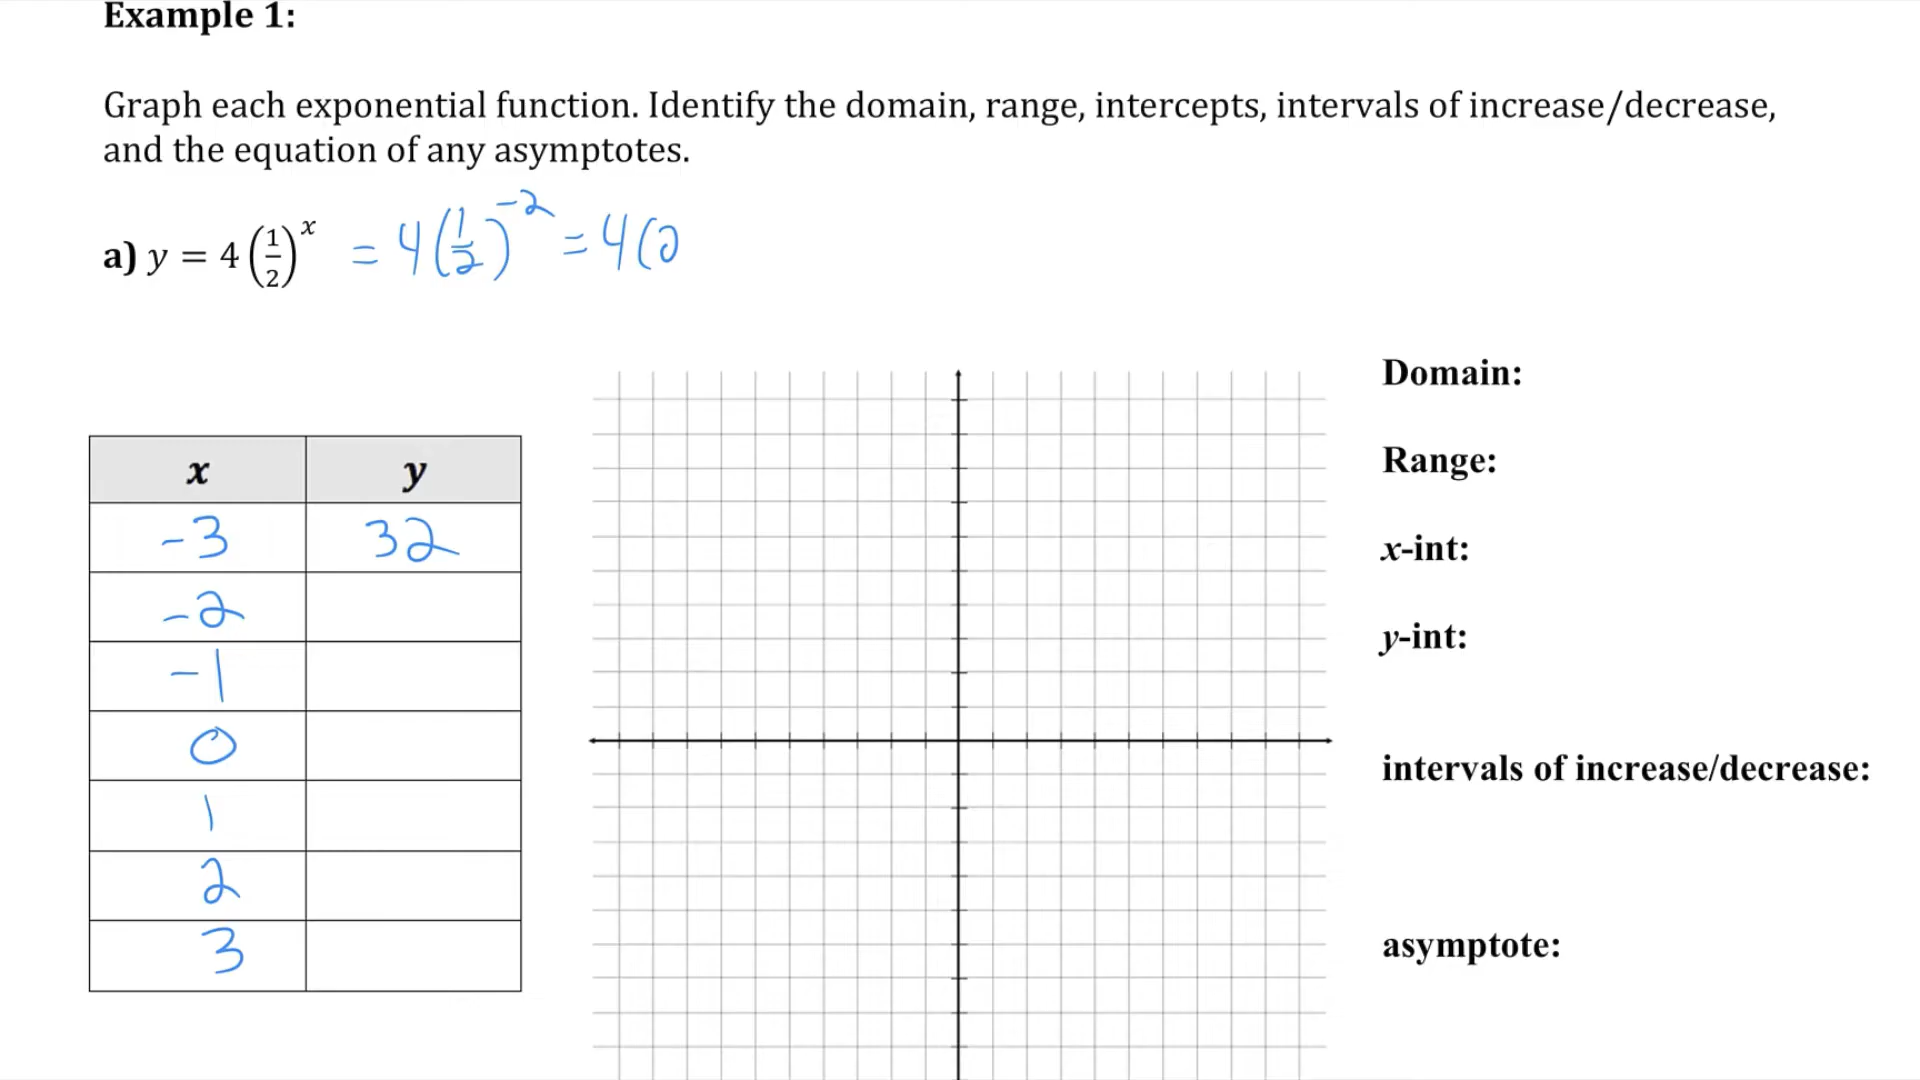 Example 1:
Graph each exponential function. Identify the domain, range, intercepts, intervals of increase/decrease,
and the equation of any asymptotes.
a) y = 4(1/2)^x = 4(1/2)^-2 = 4(2
x y
-3 32
-2
-1
0
1
2
3
Domain:
Range:
x-int:
y-int:
intervals of increase/decrease:
asymptote: